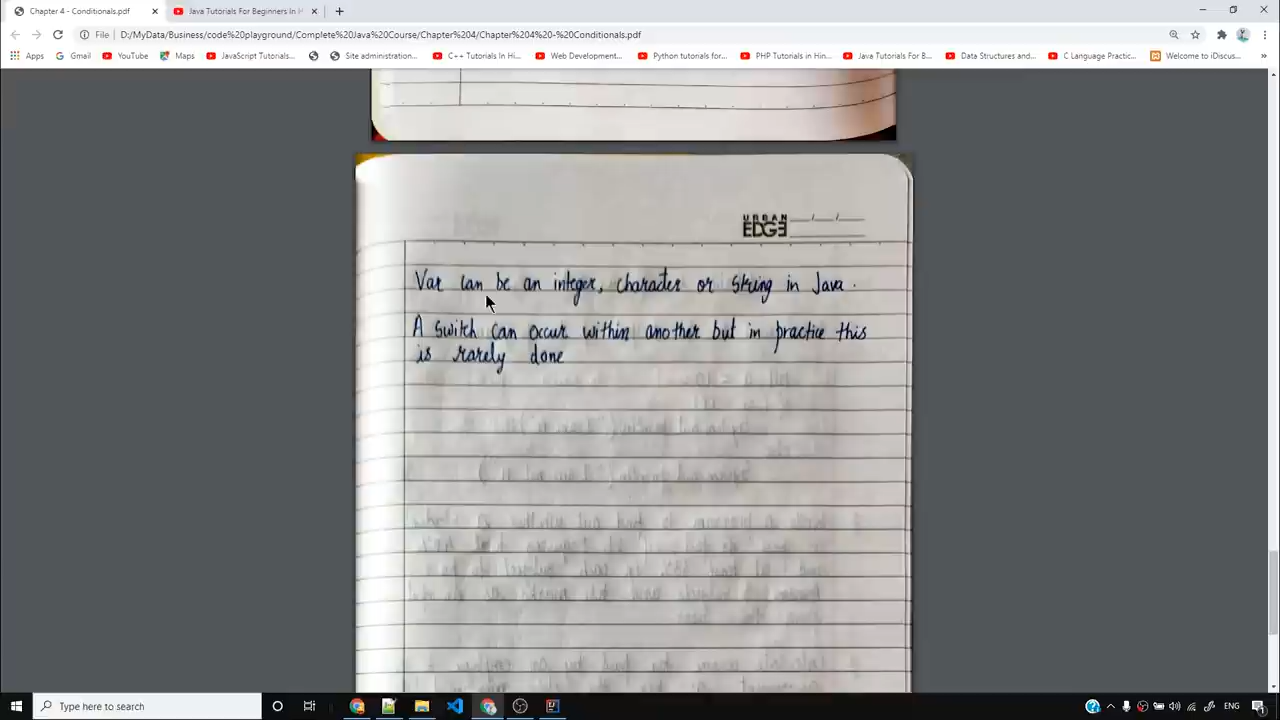 Chapter 4 - Conditionals.pdf
Java Tutorials For Beginners In H
File
D:/MyData/Business/code%20playground/Complete%20Java%20Course/Chapter%204/Chapter%204%20-%20Conditionals.pdf
Apps
Gmail
YouTube
Maps
JavaScript Tutorials...
Site administration...
C++ Tutorials In Hi...
Web Development...
Python tutorials for...
PHP Tutorials in Hin...
Java Tutorials For B...
Data Structures and...
C Language Practic...
Welcome to iDiscus...
»
URBAN
EDGE
Var can be an integer, character or string in Java.
A switch can occur within another but in practice this
is rarely done
Type here to search
ENG